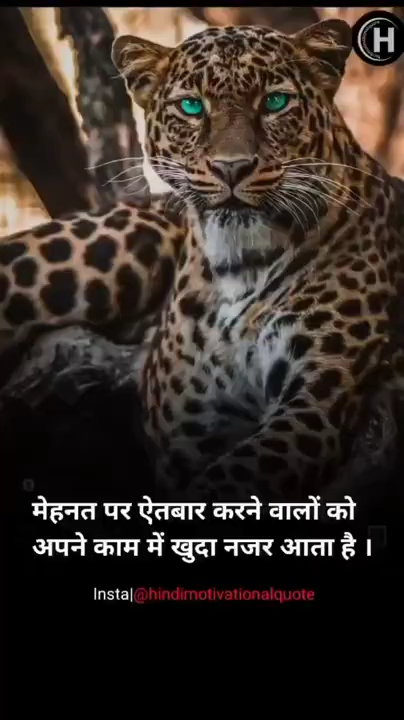 H
मेहनत पर ऐतबार करने वालों को
अपने काम में खुदा नजर आता है ।
Insta|@hindimotivationalquote